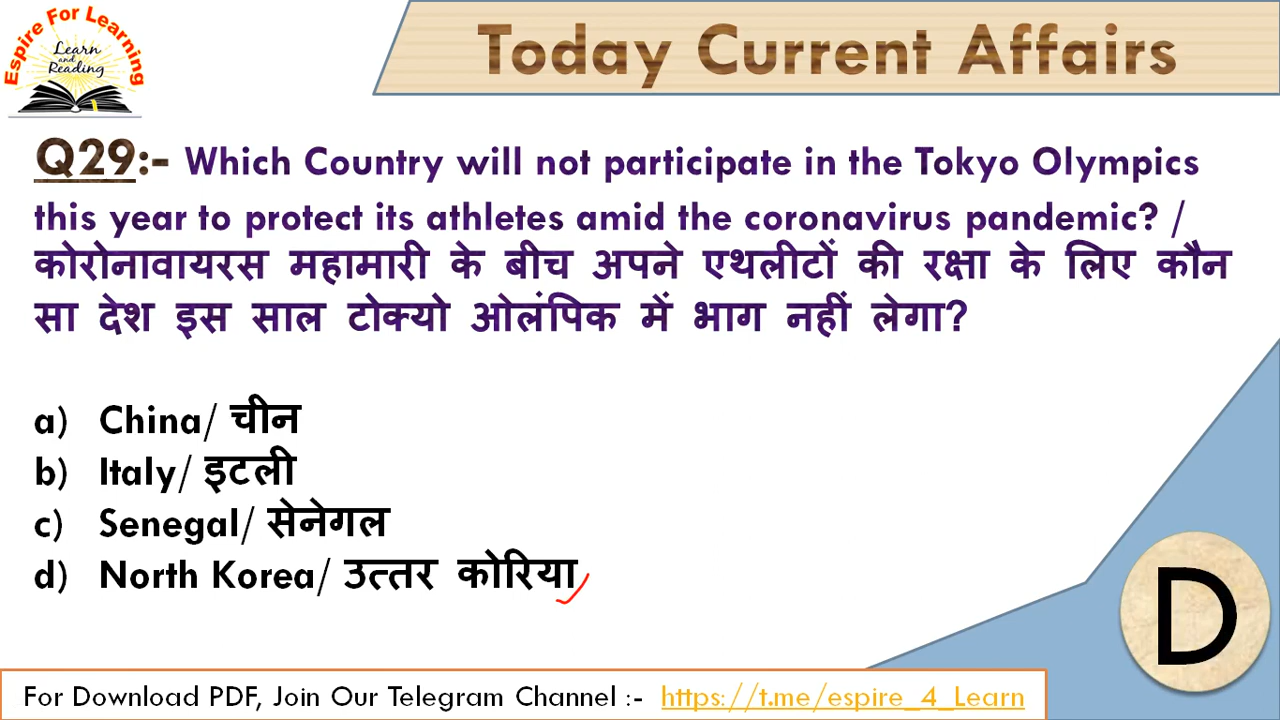 Espire For Learning
Learn
and
Reading
Today Current Affairs
Q29:- Which Country will not participate in the Tokyo Olympics
this year to protect its athletes amid the coronavirus pandemic? /
कोरोनावायरस महामारी के बीच अपने एथलीटों की रक्षा के लिए कौन
सा देश इस साल टोक्यो ओलंपिक में भाग नहीं लेगा?
a) China/ चीन
b) Italy/ इटली
c) Senegal/ सेनेगल
d) North Korea/ उत्तर कोरिया
D
For Download PDF, Join Our Telegram Channel :- https://t.me/espire_4_Learn